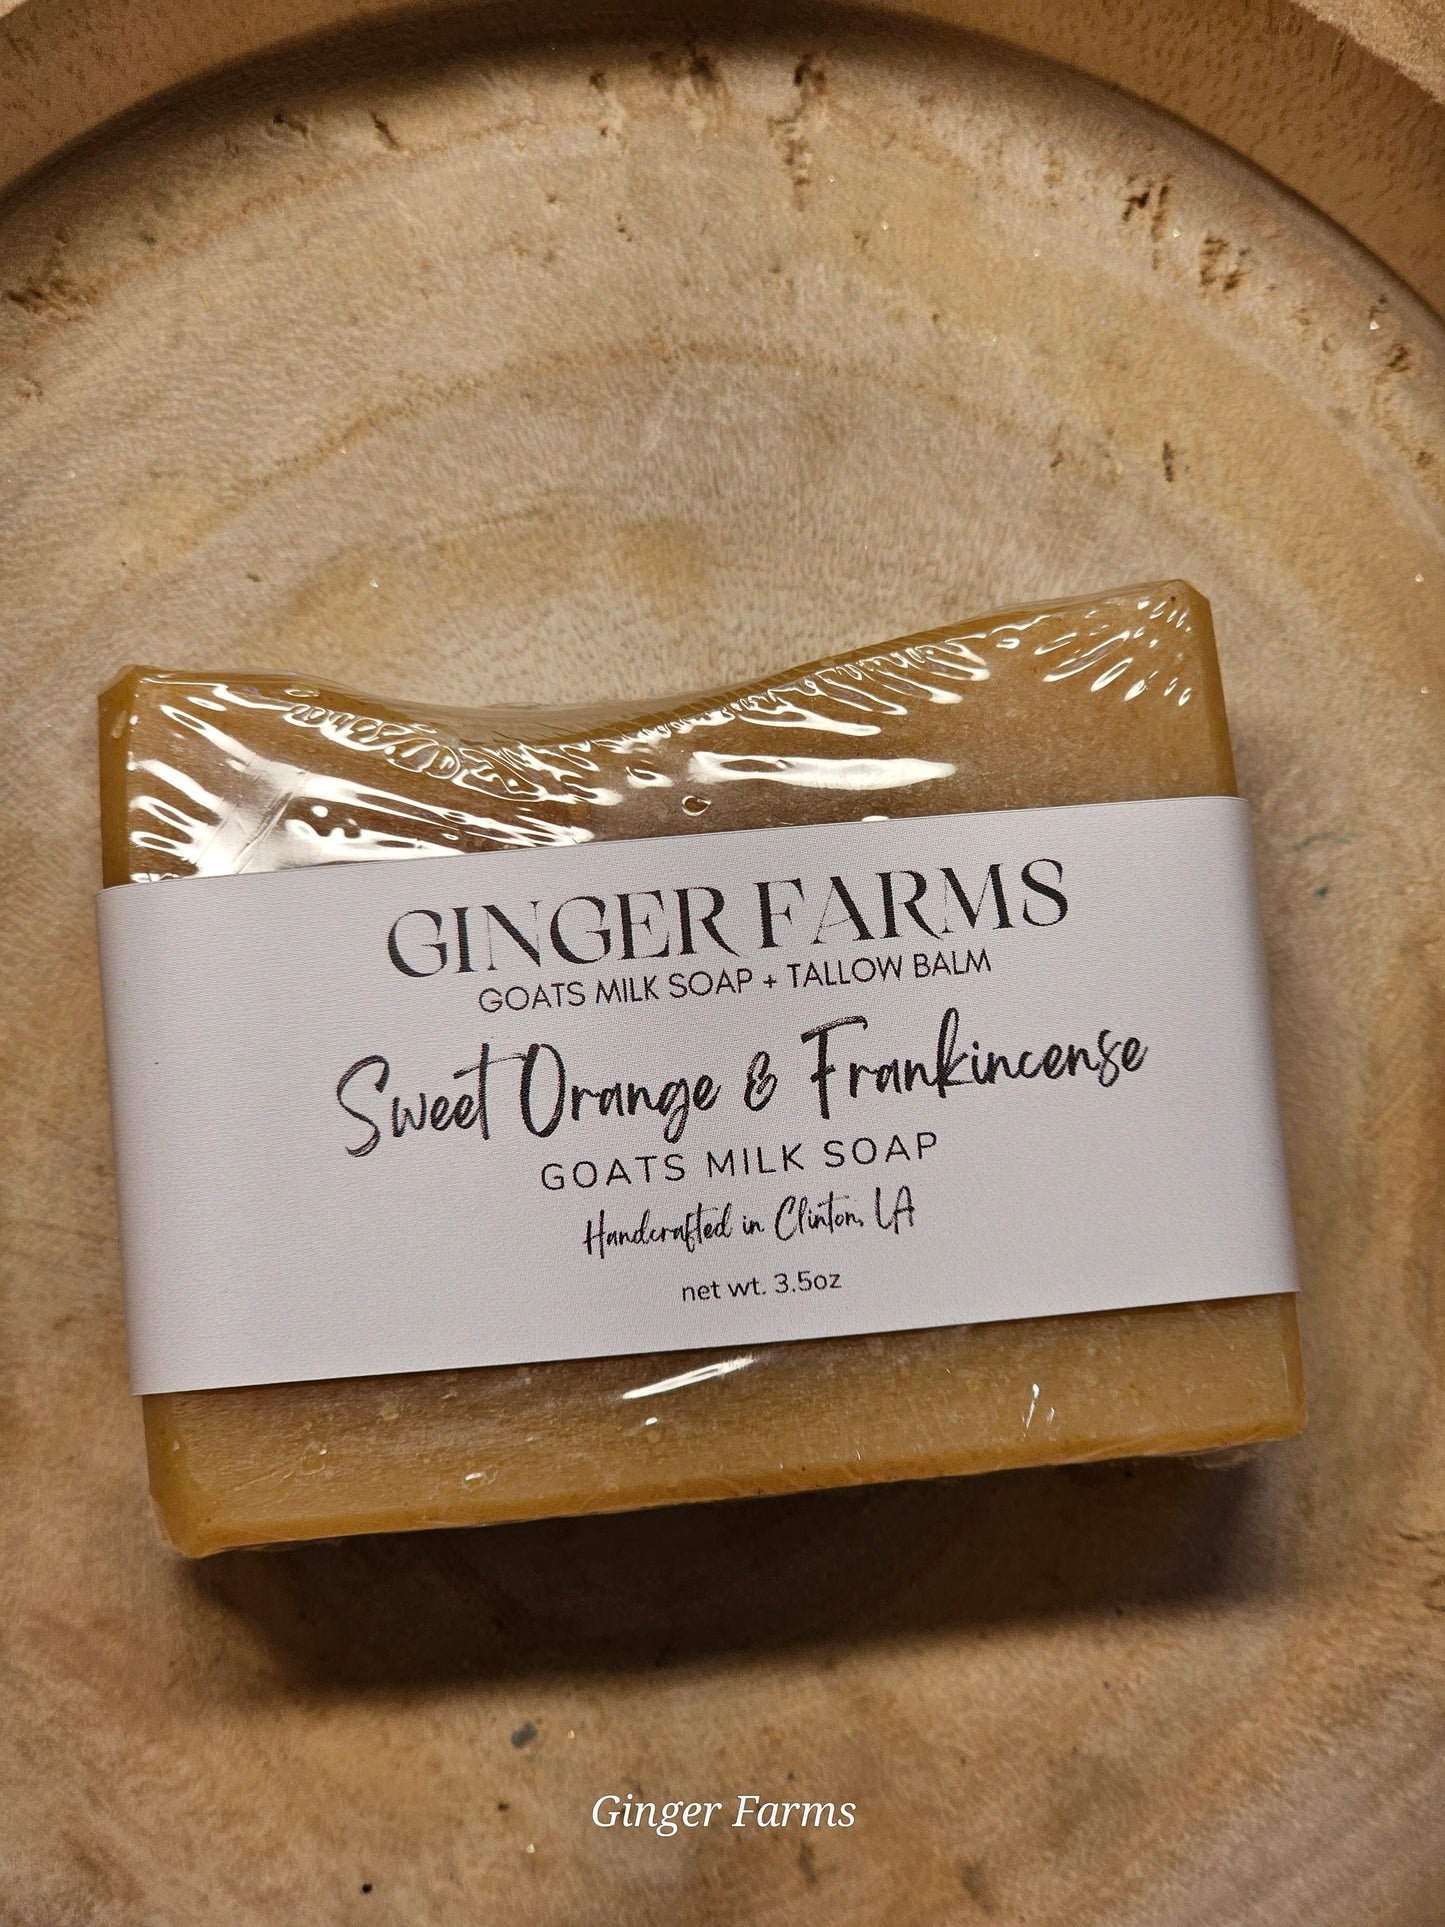 GINGER FARMS
GOATS MILK SOAP + TALLOW BALM
Sweet Orange & Frankincense
GOATS MILK SOAP
Handcrafted in Clinton, LA
net wt. 3.5oz
Ginger Farms